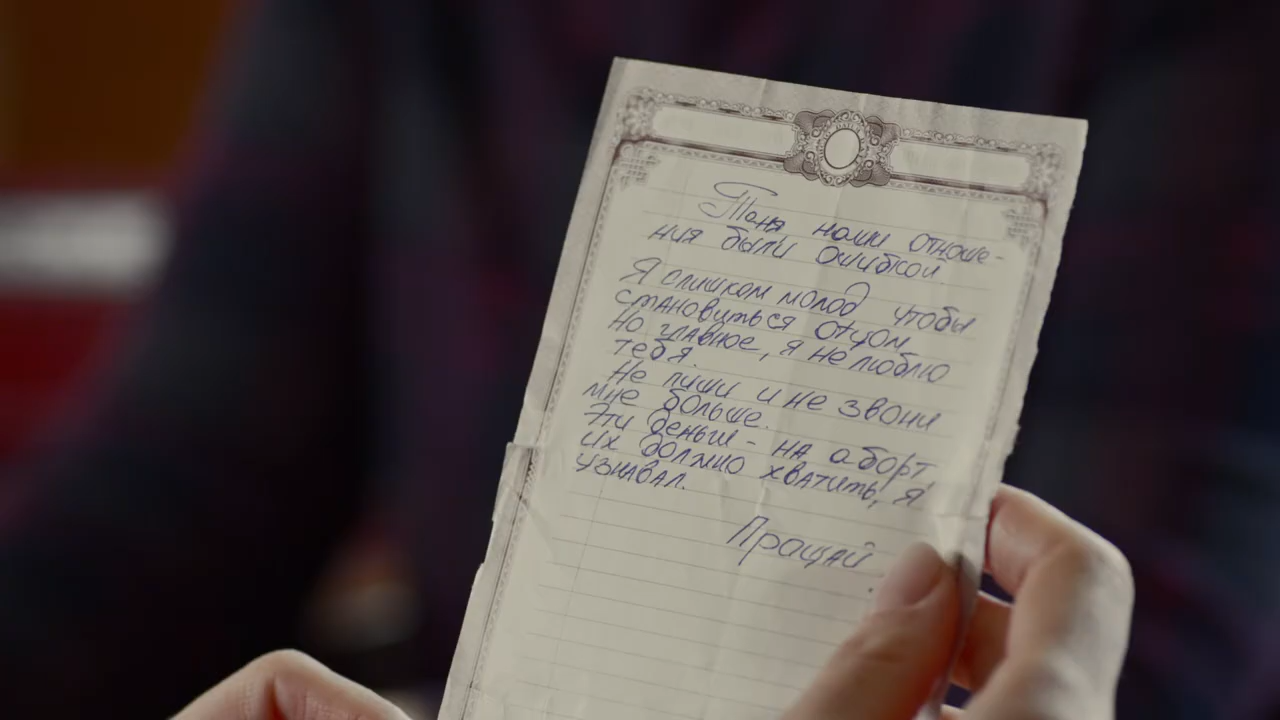 Таня наши отноше-
ния были ошибкой
Я слишком молод чтобы
становиться отцом
Но главное, я не люблю
тебя.
Не пиши и не звони
мне больше.
Эти деньги - на аборт,
их должно хватить, я
узнавал.
Прощай